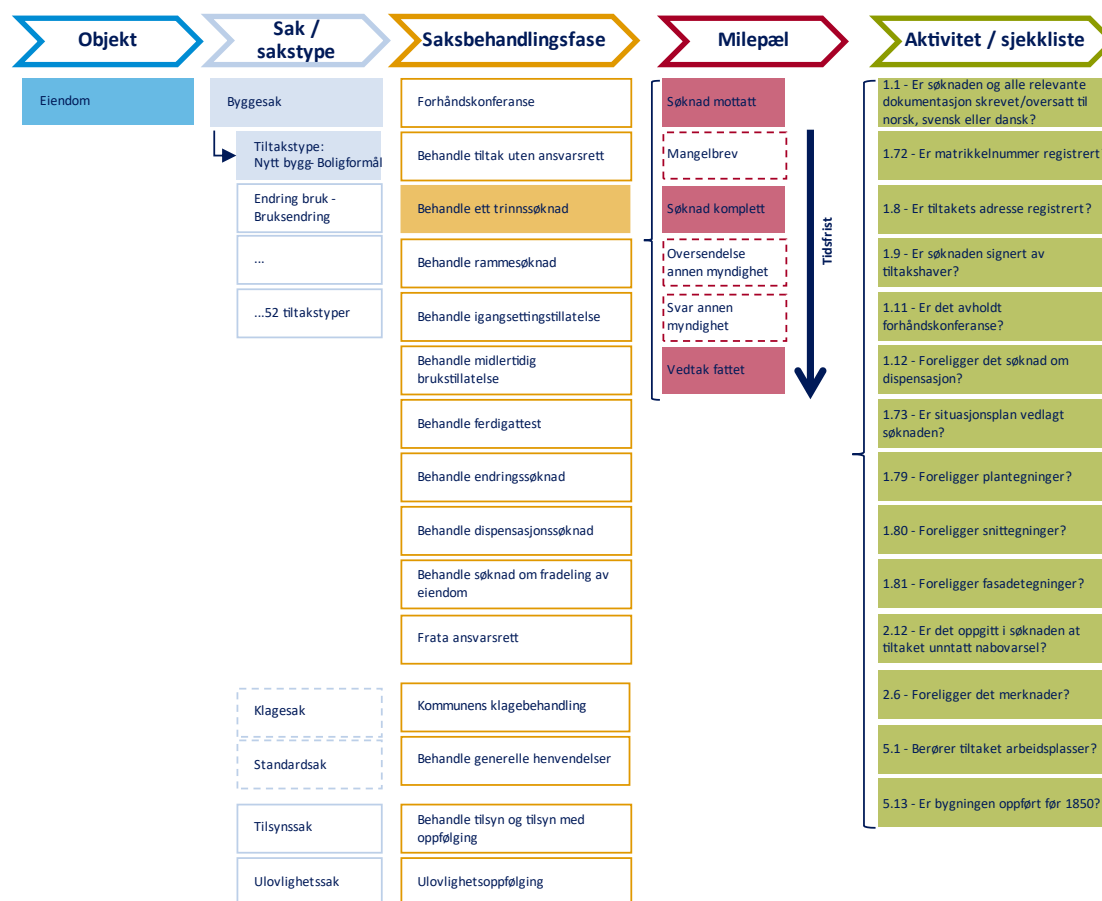 Objekt
Sak /
sakstype
Saksbehandlingsfase
Milepæl
Aktivitet / sjekkliste
Eiendom
Byggesak
Tiltakstype:
Nytt bygg- Boligformål
Endring bruk -
Bruksendring
...
...52 tiltakstyper
Klagesak
Standardsak
Tilsynssak
Ulovlighetssak
Forhåndskonferanse
Behandle tiltak uten ansvarsrett
Behandle ett trinnssøknad
Behandle rammesøknad
Behandle igangsettingstillatelse
Behandle midlertidig
brukstillatelse
Behandle ferdigattest
Behandle endringssøknad
Behandle dispensasjonssøknad
Behandle søknad om fradeling av
eiendom
Frata ansvarsrett
Kommunens klagebehandling
Behandle generelle henvendelser
Behandle tilsyn og tilsyn med
oppfølging
Ulovlighetsoppfølging
Søknad mottatt
Mangelbrev
Søknad komplett
Oversendelse
annen myndighet
Svar annen
myndighet
Vedtak fattet
Tidsfrist
1.1 - Er søknaden og alle relevante
dokumentasjon skrevet/oversatt til
norsk, svensk eller dansk?
1.72 - Er matrikkelnummer registrert
1.8 - Er tiltakets adresse registrert?
1.9 - Er søknaden signert av
tiltakshaver?
1.11 - Er det avholdt
forhåndskonferanse?
1.12 - Foreligger det søknad om
dispensasjon?
1.73 - Er situasjonsplan vedlagt
søknaden?
1.79 - Foreligger plantegninger?
1.80 - Foreligger snittegninger?
1.81 - Foreligger fasadetegninger?
2.12 - Er det oppgitt i søknaden at
tiltaket unntatt nabovarsel?
2.6 - Foreligger det merknader?
5.1 - Berører tiltaket arbeidsplasser?
5.13 - Er bygningen oppført før 1850?